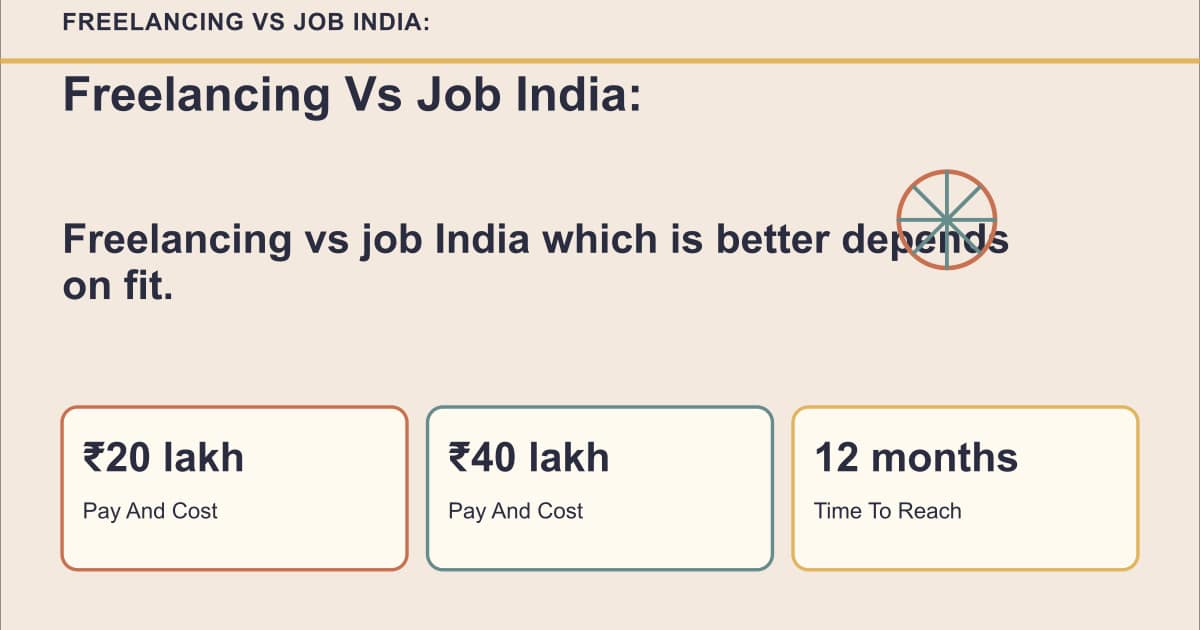 FREELANCING VS JOB INDIA:
Freelancing Vs Job India:
Freelancing vs job India which is better depends
on fit.
₹20 lakh
Pay And Cost
₹40 lakh
Pay And Cost
12 months
Time To Reach